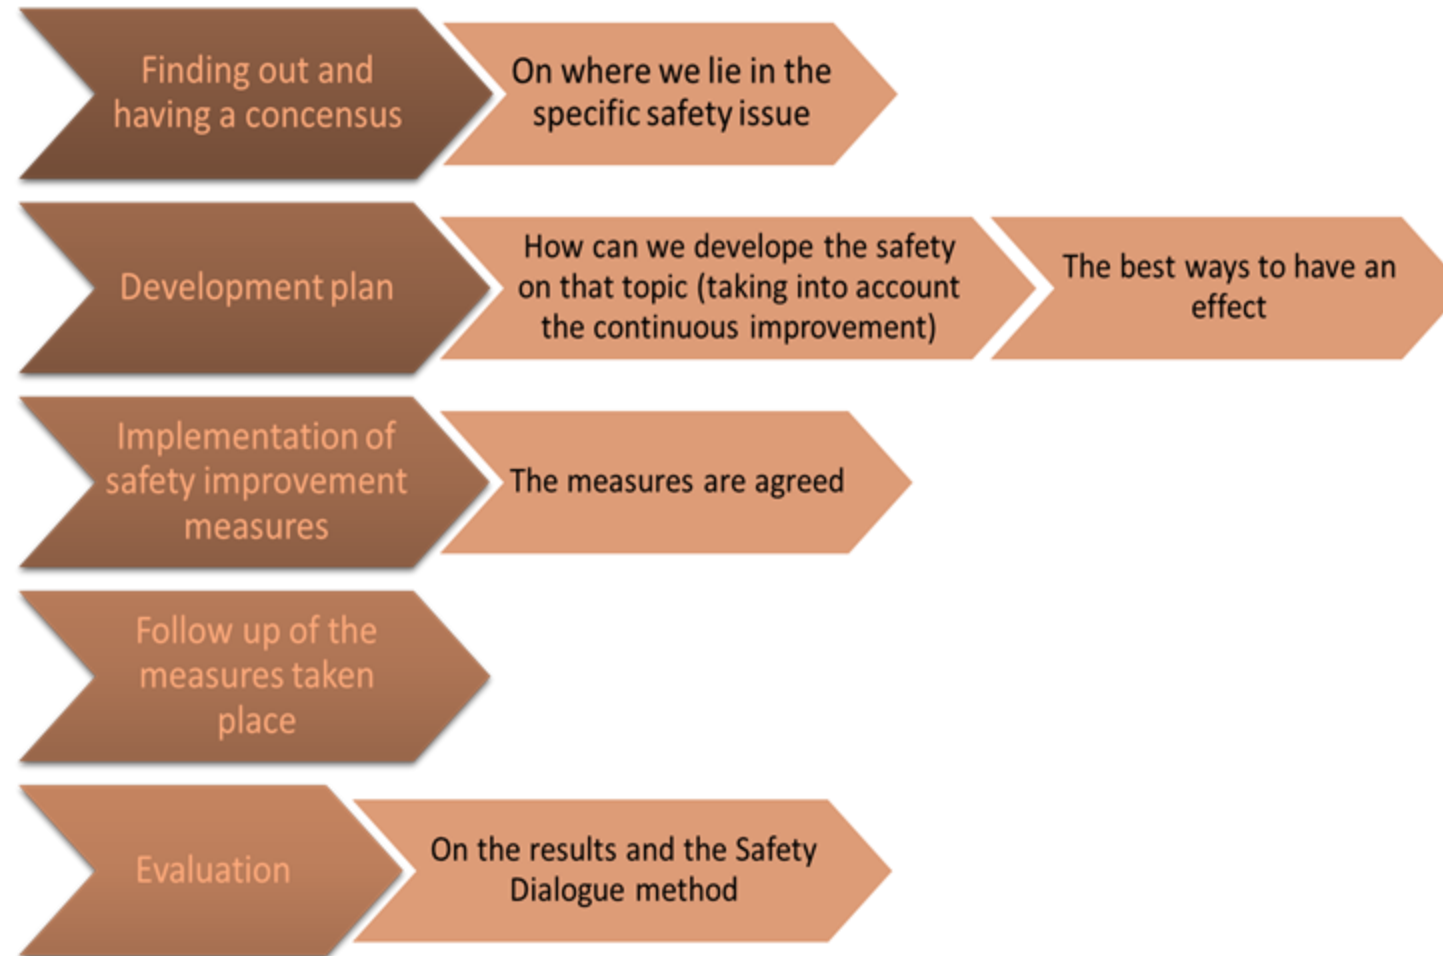 Finding out and
having a concensus
On where we lie in the
specific safety issue
Development plan
How can we develope the safety
on that topic (taking into account
the continuous improvement)
The best ways to have an
effect
Implementation of
safety improvement
measures
The measures are agreed
Follow up of the
measures taken
place
Evaluation
On the results and the Safety
Dialogue method